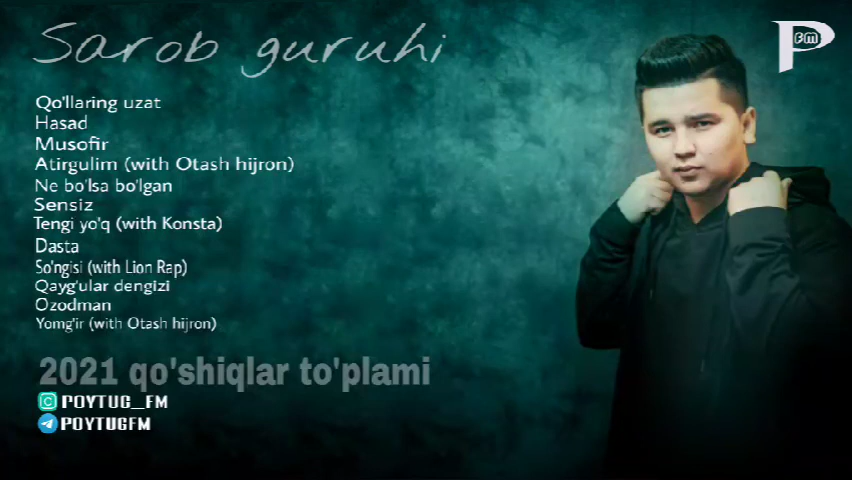 Sarob guruhi
P FM
Qo'llaring uzat
Hasad
Musofir
Atirgulim (with Otash hijron)
Ne bo'lsa bo'lgan
Sensiz
Tengi yo'q (with Konsta)
Dasta
So'ngisi (with Lion Rap)
Qayg'ular dengizi
Ozodman
Yomg'ir (with Otash hijron)
2021 qo'shiqlar to'plami
POYTUG_FM
POYTUGFM